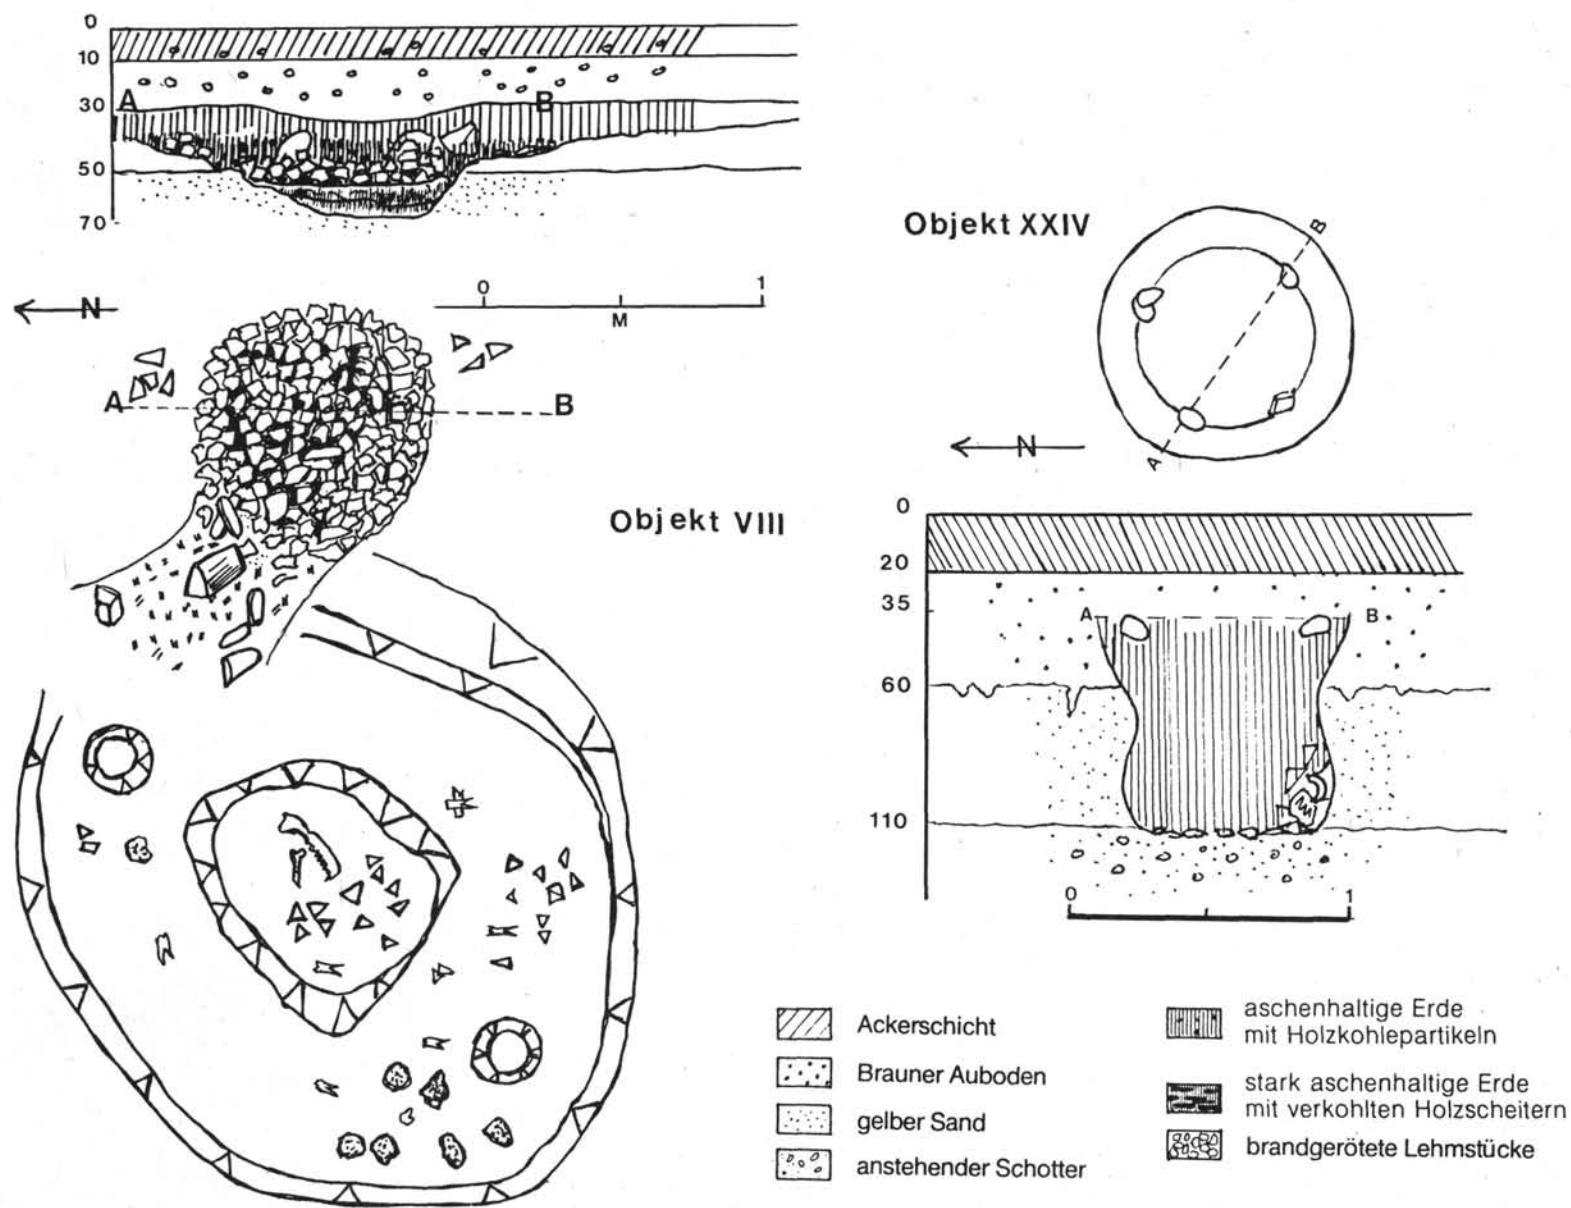 0
10
30
A
B
50
70
N
0
1
M
A
B
Objekt VIII
Objekt XXIV
B
A
N
0
20
35
A
B
60
110
0
1
Ackerschicht
Brauner Auboden
gelber Sand
anstehender Schotter
aschenhaltige Erde
mit Holzkohlepartikeln
stark aschenhaltige Erde
mit verkohlten Holzscheitern
brandgerötete Lehmstücke